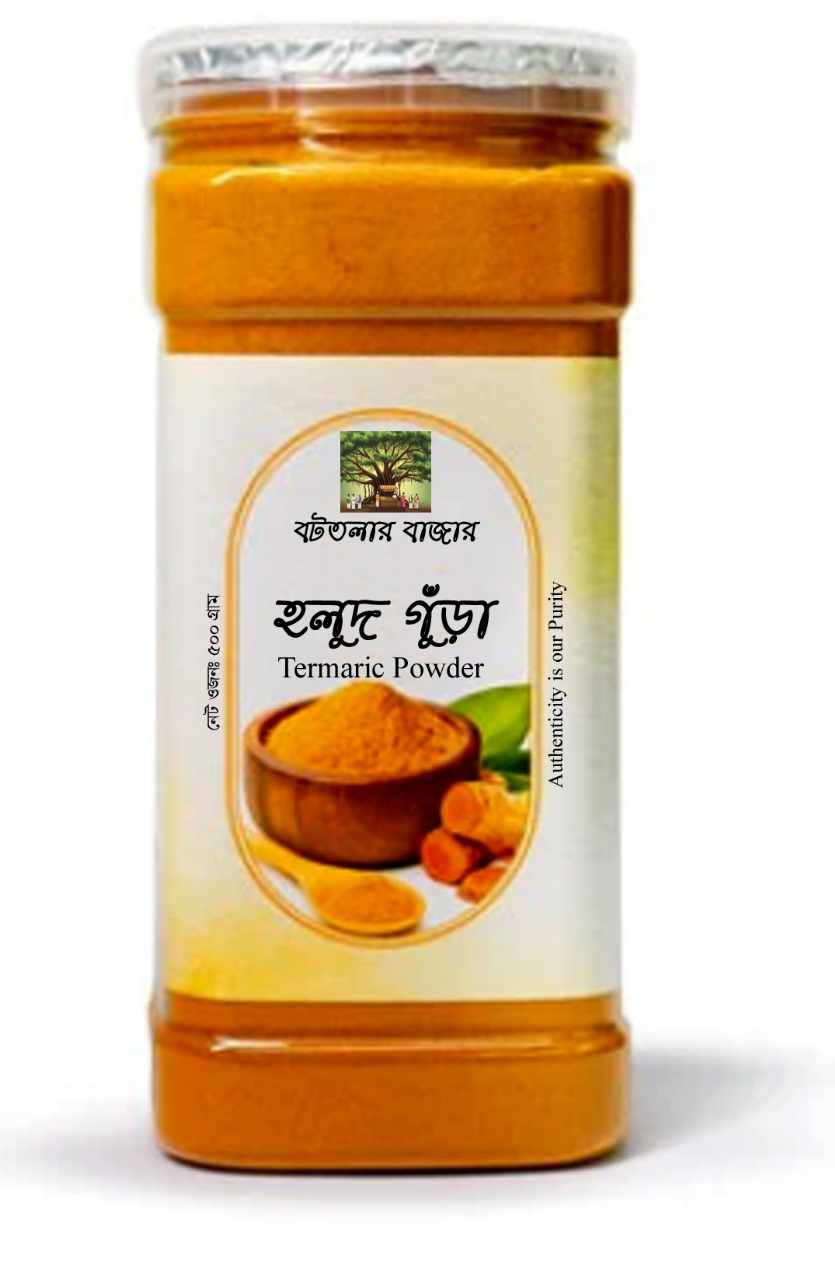 বটতলার বাজার
হলুদ গুঁড়া
Termaric Powder
নেট ওজনঃ ৫০০ গ্রাম
Authenticity is our Purity